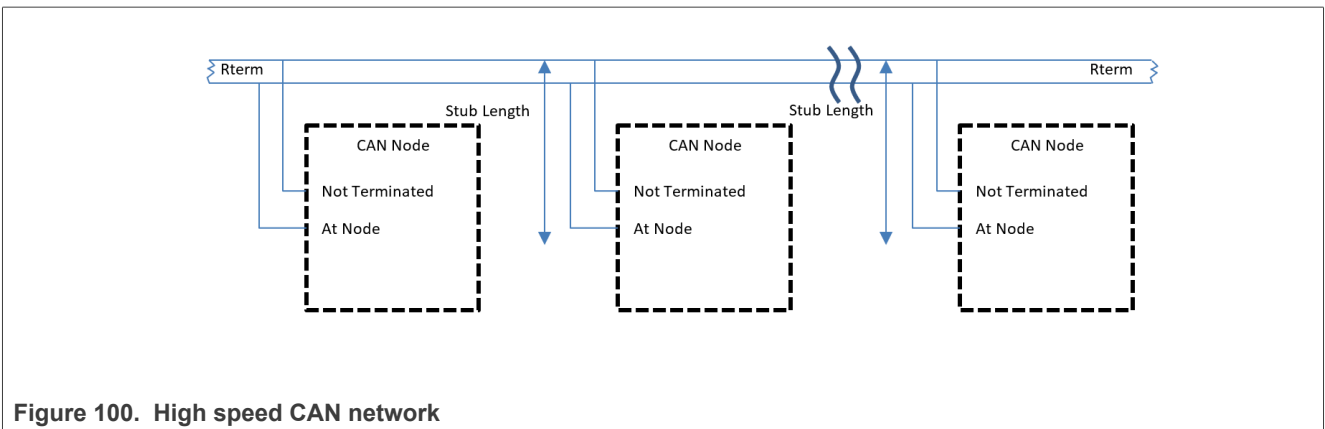 Rterm
Rterm
Stub Length
Stub Length
CAN Node
Not Terminated
At Node
CAN Node
Not Terminated
At Node
CAN Node
Not Terminated
At Node
Figure 100. High speed CAN network